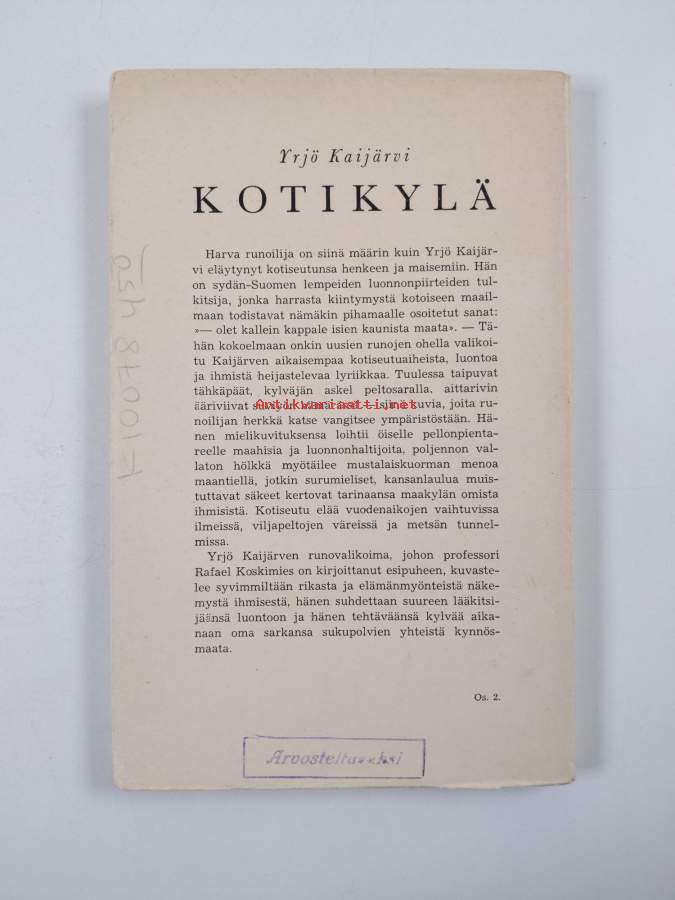 Yrjö Kaijärvi
KOTIKYLÄ
Harva runoilija on siinä määrin kuin Yrjö Kaijär-
vi eläytynyt kotiseutunsa henkeen ja maisemiin. Hän
on sydän-Suomen lempeiden luonnonpiirteiden tul-
kitsija, jonka harrasta kiintymystä kotoiseen maail-
maan todistavat nämäkin pihamaalle osoitetut sanat:
»— olet kallein kappale isien kaunista maata». — Tä-
hän kokoelmaan onkin uusien runojen ohella valikoi-
tu Kaijärven aikaisempaa kotiseutuaiheista, luontoa
ja ihmistä heijastelevaa lyriikkaa. Tuulessa taipuvat
tähkäpäät, kylväjän askel peltosaralla. aittarivin
Antikvariaatti.net
ääriviivat kuvia, joita ru-
noilijan herkkä katse vangitsee ympäristöstään. Hä-
nen mielikuvituksensa loihtii öiselle pellonpienta-
reelle maahisia ja luonnonhaltijoita, poljennon val-
laton hölkkä myötäilee mustalaiskuorman menoa
maantiellä, jotkin surumieliset, kansanlaulua muis-
tuttavat säkeet kertovat tarinaansa maakylän omista
ihmisistä. Kotiseutu elää vuodenaikojen vaihtuvissa
ilmeissä, viljapeltojen väreissä ja metsän tunnel-
missa.
Yrjö Kaijärven runovalikoima, johon professori
Rafael Koskimies on kirjoittanut esipuheen, kuvaste-
lee syvimmiltään rikasta ja elämänmyönteistä näke-
mystä ihmisestä, hänen suhdettaan suureen lääkitsi-
jäänsä luontoon ja hänen tehtäväänsä kylvää aika-
naan oma sarkansa sukupolvien yhteistä kynnös-
maata.
Os. 2.
Arvosteltavaksi